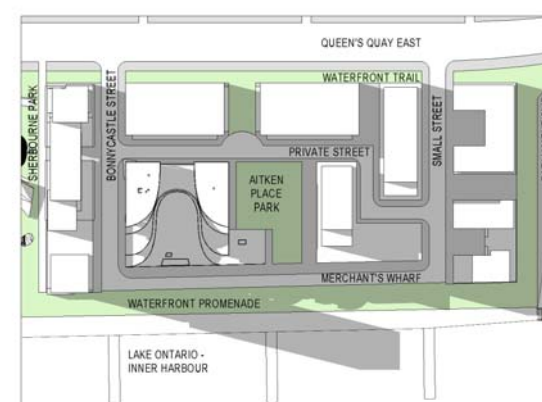 QUEEN'S QUAY EAST
WATERFRONT TRAIL
SHERBOURNE PARK
BONNYCASTLE STREET
SMALL STREET
PRIVATE STREET
AITKEN
PLACE
PARK
MERCHANT'S WHARF
WATERFRONT PROMENADE
LAKE ONTARIO -
INNER HARBOUR